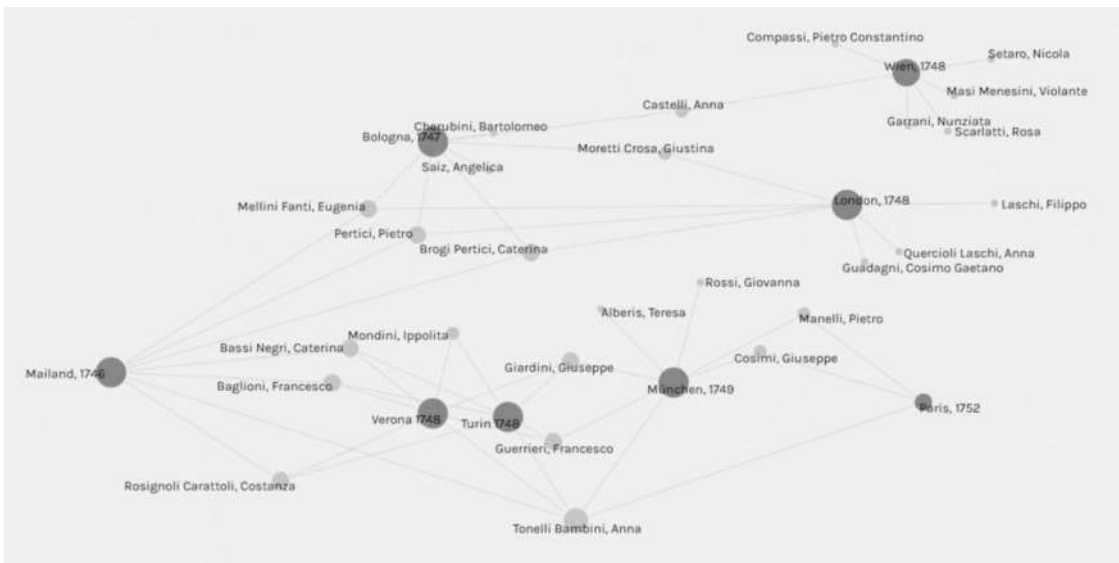 Compassi, Pietro Constantino
Setaro, Nicola
Wien, 1748
Masi Menesini, Violante
Castelli, Anna
Garrani, Nunziata
Scarlatti, Rosa
Cherubini, Bartolomeo
Bologna, 1747
Moretti Crosa, Giustina
Saiz, Angelica
Mellini Fanti, Eugenia
London, 1748
Laschi, Filippo
Pertici, Pietro
Brogi Pertici, Caterina
Quercioli Laschi, Anna
Guadagni, Cosimo Gaetano
Rossi, Giovanna
Alberis, Teresa
Manelli, Pietro
Mondini, Ippolita
Bassi Negri, Caterina
Cosimi, Giuseppe
Giardini, Giuseppe
Mailand, 1746
Baglioni, Francesco
München, 1749
Paris, 1752
Verona 1748
Turin 1748
Guerrieri, Francesco
Rosignoli Carattoli, Costanza
Tonelli Bambini, Anna